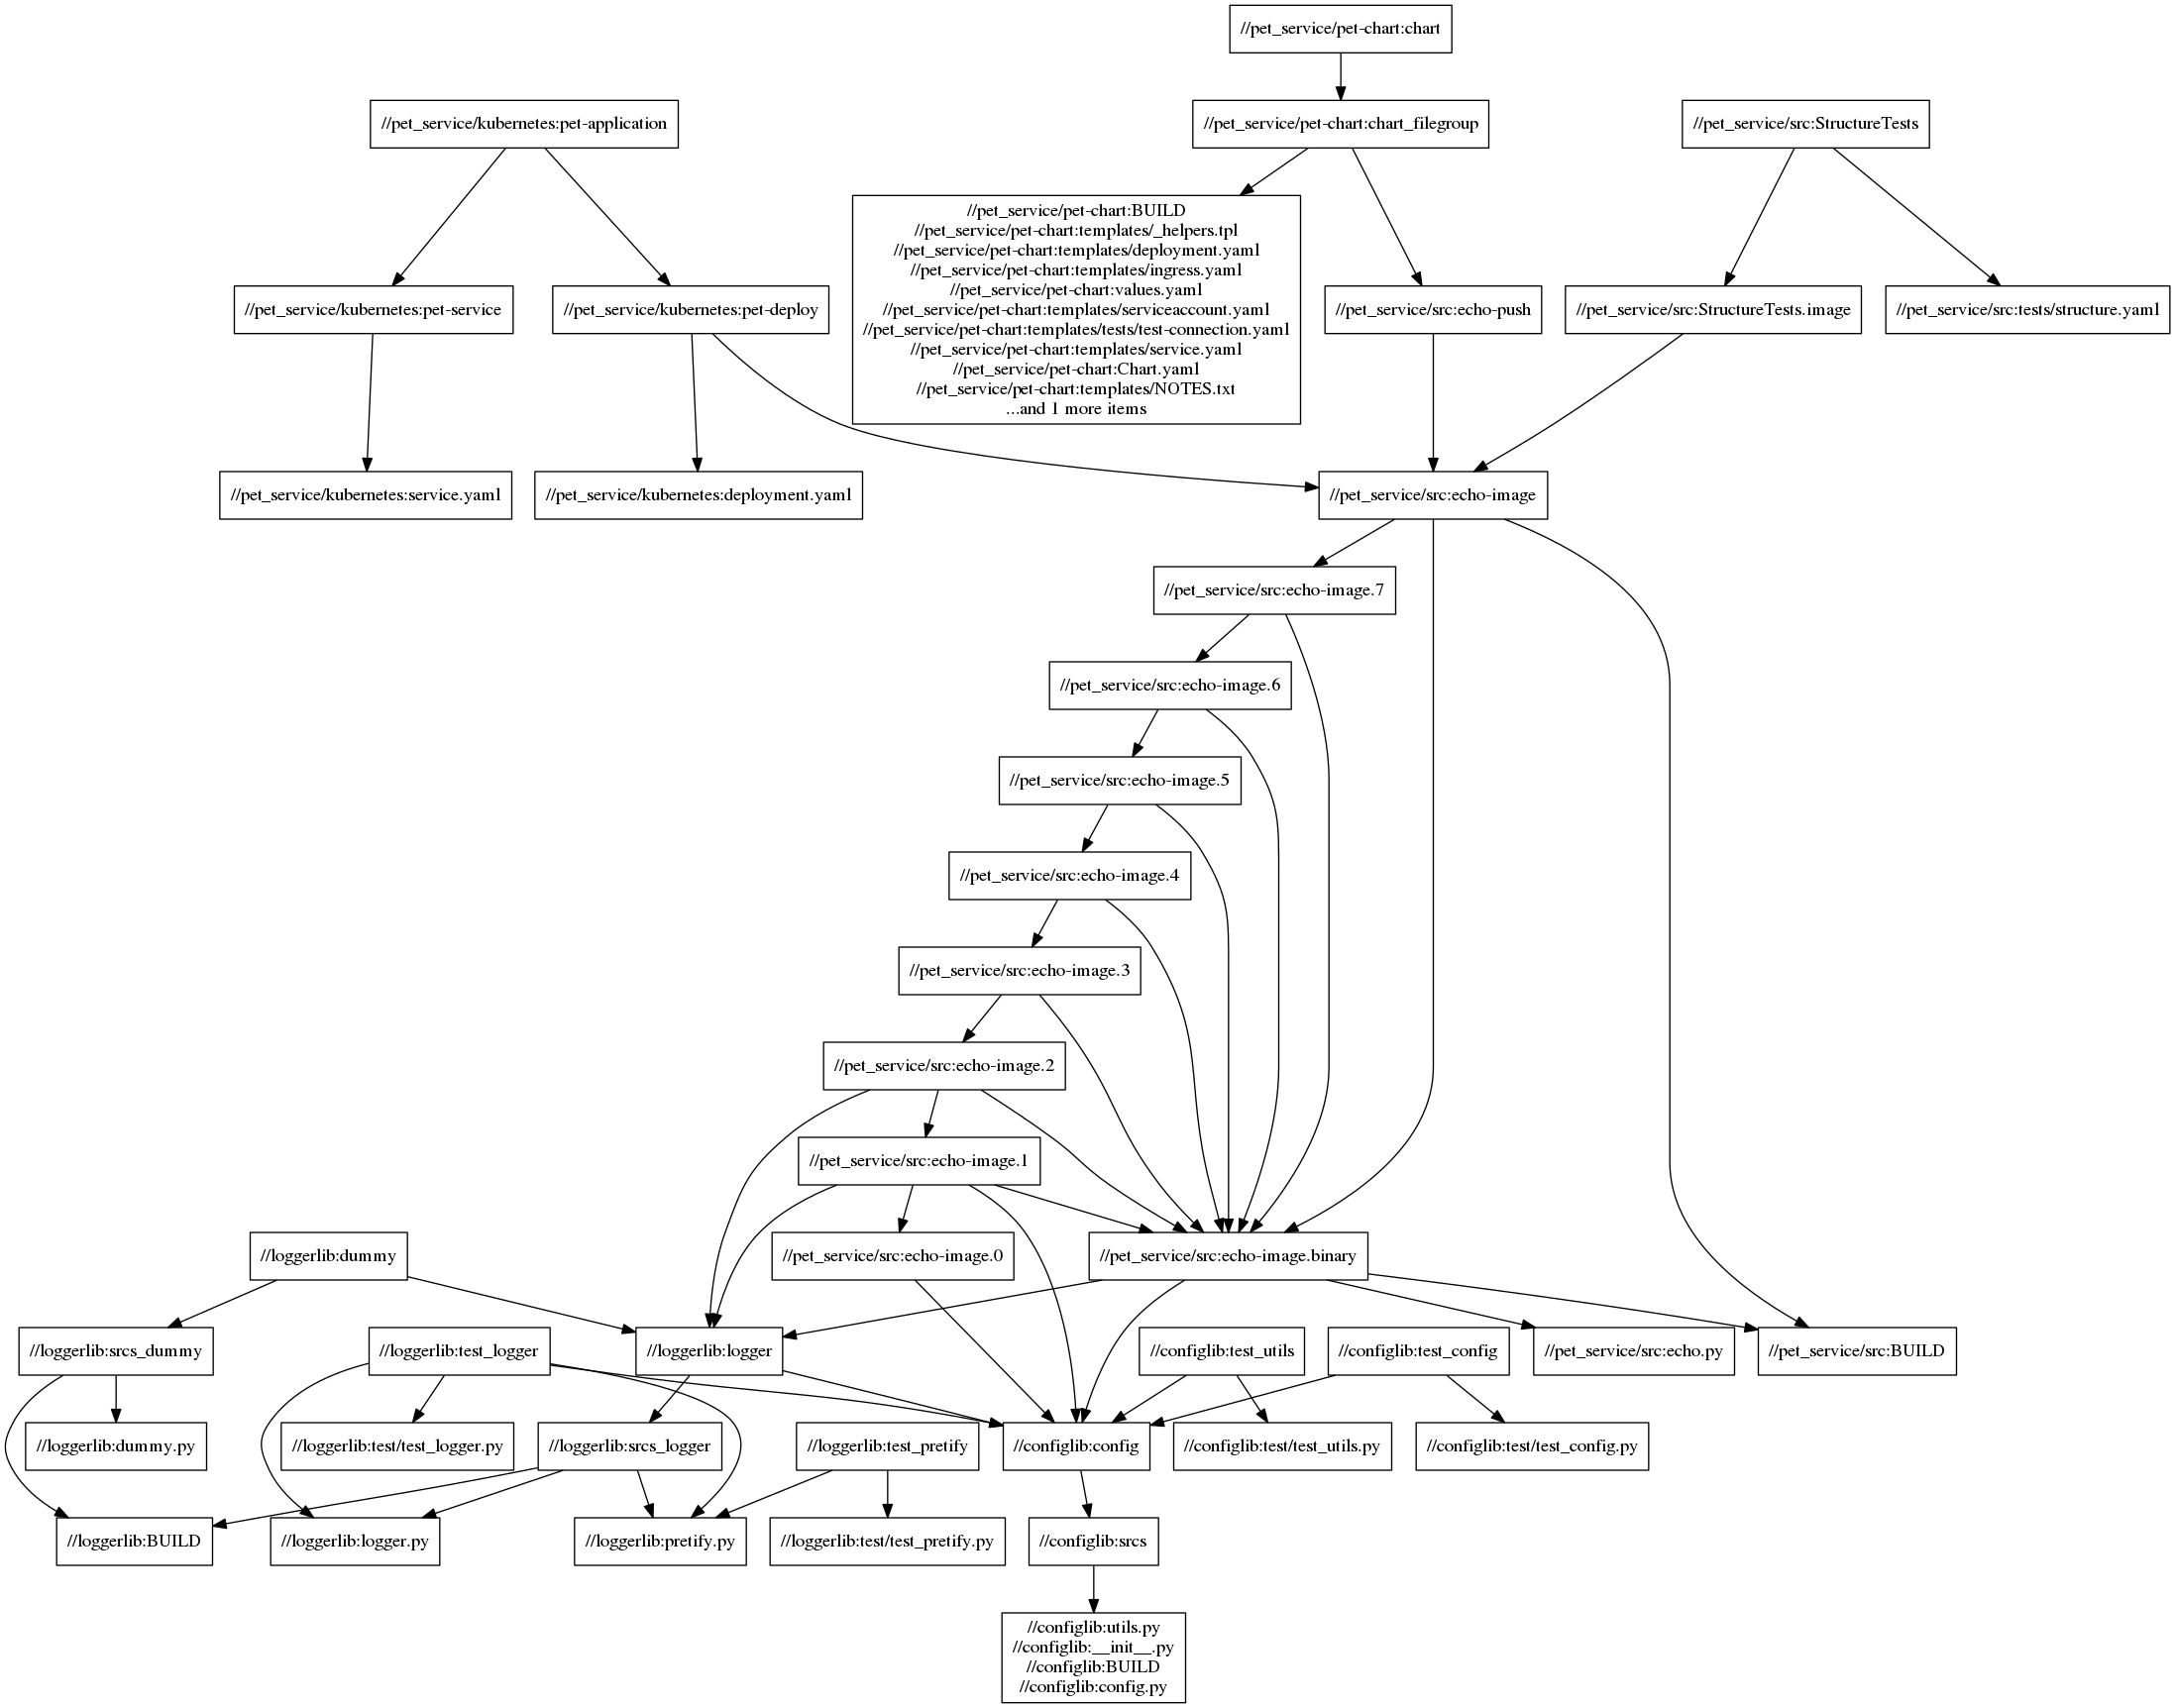 //pet_service/pet-chart:chart
//pet_service/kubernetes:pet-application
//pet_service/pet-chart:chart_filegroup
//pet_service/src:StructureTests
//pet_service/pet-chart:BUILD
//pet_service/pet-chart:templates/_helpers.tpl
//pet_service/pet-chart:templates/deployment.yaml
//pet_service/pet-chart:templates/ingress.yaml
//pet_service/pet-chart:values.yaml
//pet_service/pet-chart:templates/serviceaccount.yaml
//pet_service/pet-chart:templates/tests/test-connection.yaml
//pet_service/pet-chart:templates/service.yaml
//pet_service/pet-chart:Chart.yaml
//pet_service/pet-chart:templates/NOTES.txt
...and 1 more items
//pet_service/kubernetes:pet-service
//pet_service/kubernetes:pet-deploy
//pet_service/src:echo-push
//pet_service/src:StructureTests.image
//pet_service/src:tests/structure.yaml
//pet_service/kubernetes:service.yaml
//pet_service/kubernetes:deployment.yaml
//pet_service/src:echo-image
//pet_service/src:echo-image.7
//pet_service/src:echo-image.6
//pet_service/src:echo-image.5
//pet_service/src:echo-image.4
//pet_service/src:echo-image.3
//pet_service/src:echo-image.2
//pet_service/src:echo-image.1
//loggerlib:dummy
//pet_service/src:echo-image.0
//pet_service/src:echo-image.binary
//loggerlib:srcs_dummy
//loggerlib:test_logger
//loggerlib:logger
//configlib:test_utils
//configlib:test_config
//pet_service/src:echo.py
//pet_service/src:BUILD
//loggerlib:dummy.py
//loggerlib:test/test_logger.py
//loggerlib:srcs_logger
//loggerlib:test_pretify
//configlib:config
//configlib:test/test_utils.py
//configlib:test/test_config.py
//loggerlib:BUILD
//loggerlib:logger.py
//loggerlib:pretify.py
//loggerlib:test/test_pretify.py
//configlib:srcs
//configlib:utils.py
//configlib:__init__.py
//configlib:BUILD
//configlib:config.py